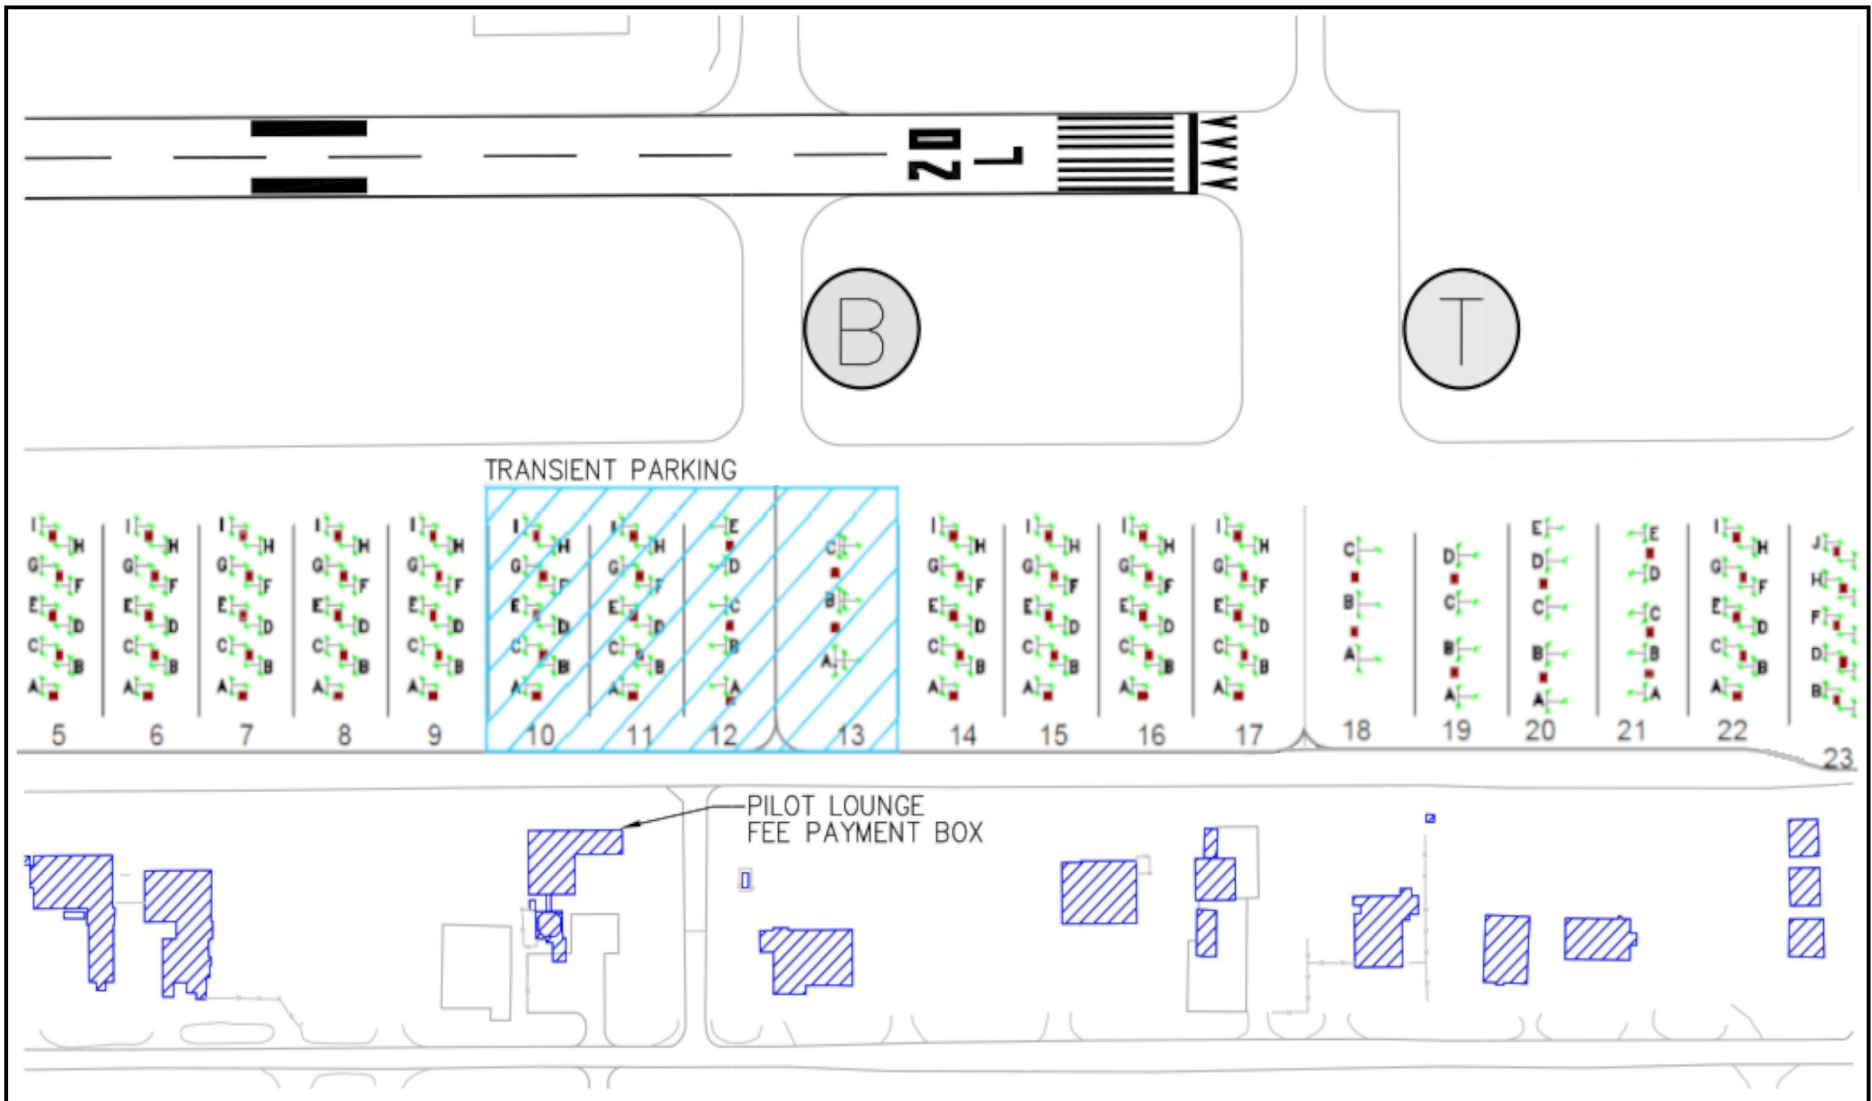 20
L
B
T
TRANSIENT PARKING
I I I I I I I E I I I I E E I
H H H H H H H C H H H H C D H J
G G G G G G G D G G G G D D G H
F F F F F F F F F F F F
E E E E E E E C B E E E E B C C C E F
D D D D D D D D D D D D
C C C C C C C B C C C C B B B C D
B B B B B B B A B B B B A B
A A A A A A A A A A A A A A A A B
5 6 7 8 9 10 11 12 13 14 15 16 17 18 19 20 21 22 23
PILOT LOUNGE
FEE PAYMENT BOX